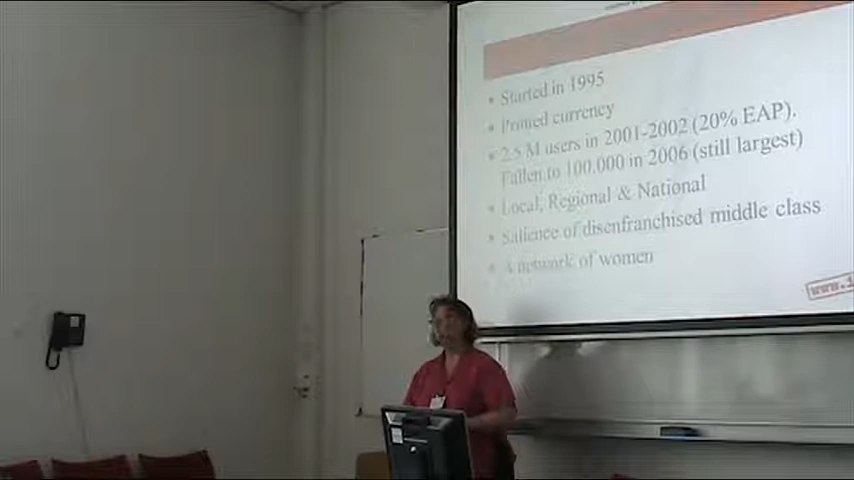 • Started in 1995
• Printed currency
• 2.5 M users in 2001-2002 (20% EAP).
Fallen to 100.000 in 2006 (still largest)
• Local, Regional & National
• Salience of disenfranchised middle class
• A network of women
www.i